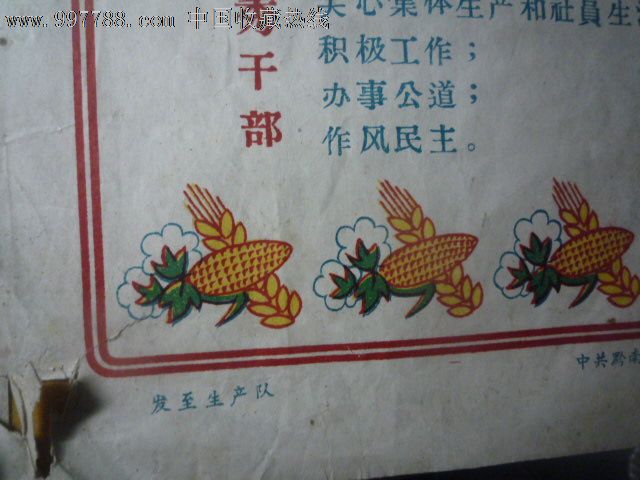 www.997788.com 中国收藏热线
关心集体生产和社員生
积极工作；
办事公道；
作风民主。
干部
发至生产队
中共黔南